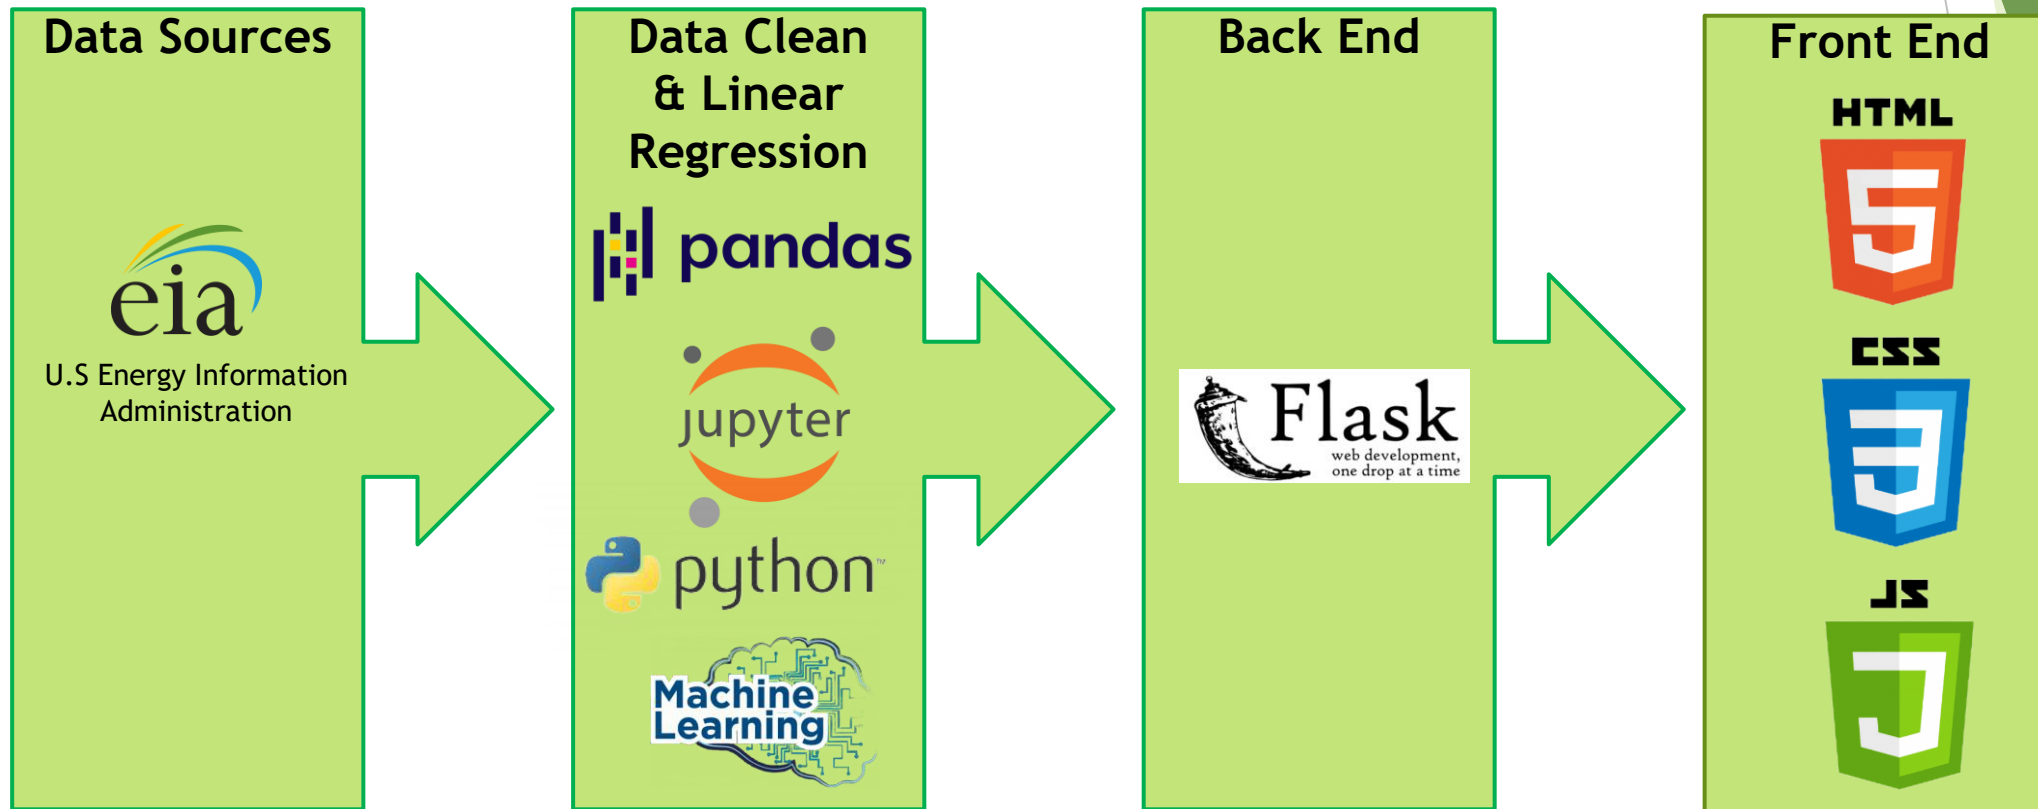 Data Sources
eia
U.S Energy Information
Administration
Data Clean
& Linear
Regression
pandas
jupyter
python™
Machine
Learning
Back End
Flask
web development,
one drop at a time
Front End
HTML
5
CSS
3
JS
J